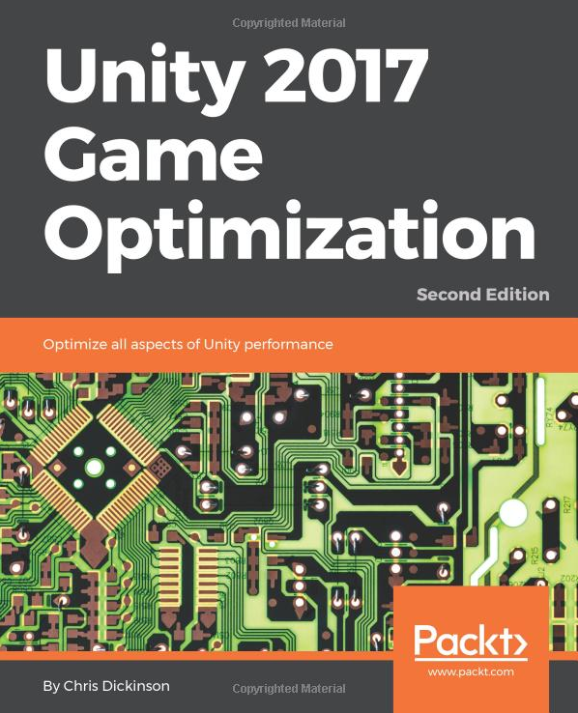 Copyrighted Material
Unity 2017
Game
Optimization
Second Edition
Optimize all aspects of Unity performance
Packt>
www.packt.com
By Chris Dickinson
Copyrighted Material